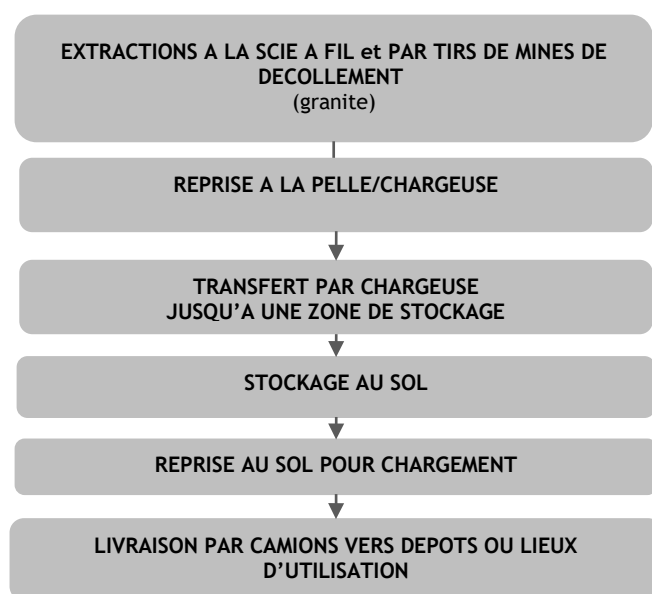 EXTRACTIONS A LA SCIE A FIL et PAR TIRS DE MINES DE
DECOLLEMENT
(granite)
REPRISE A LA PELLE/CHARGEUSE
TRANSFERT PAR CHARGEUSE
JUSQU’A UNE ZONE DE STOCKAGE
STOCKAGE AU SOL
REPRISE AU SOL POUR CHARGEMENT
LIVRAISON PAR CAMIONS VERS DEPOTS OU LIEUX
D’UTILISATION